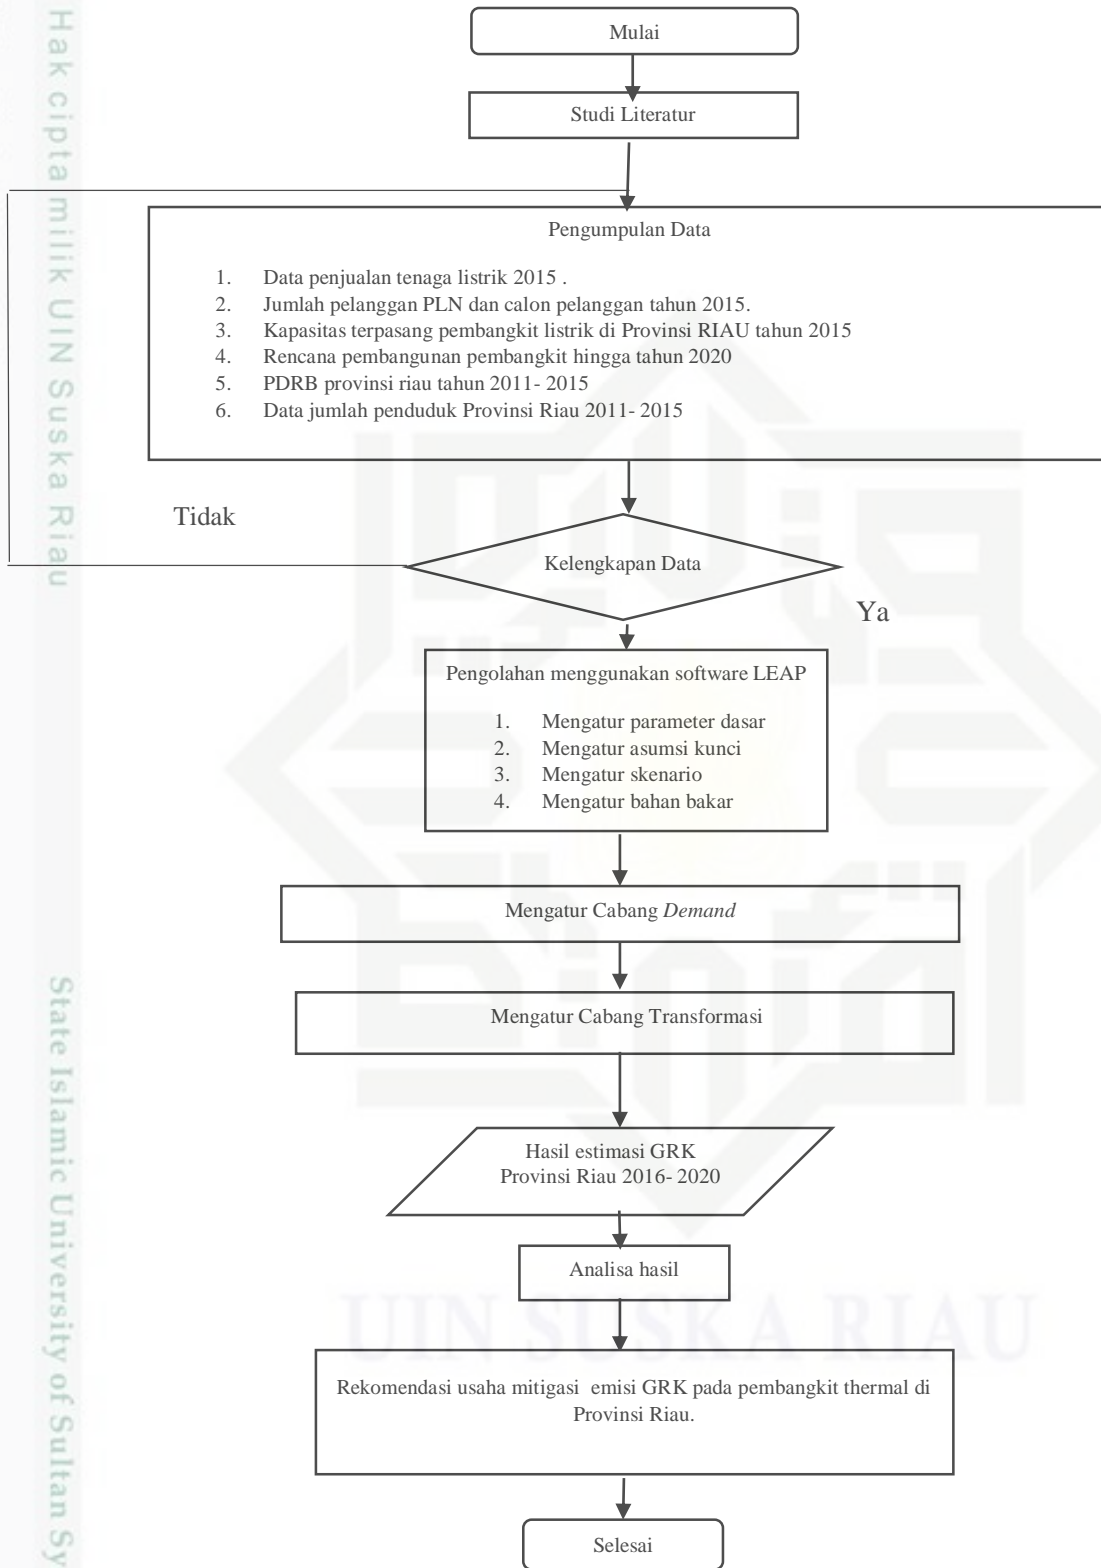 Mulai
Studi Literatur
Pengumpulan Data
1. Data penjualan tenaga listrik 2015 .
2. Jumlah pelanggan PLN dan calon pelanggan tahun 2015.
3. Kapasitas terpasang pembangkit listrik di Provinsi RIAU tahun 2015
4. Rencana pembangunan pembangkit hingga tahun 2020
5. PDRB provinsi riau tahun 2011- 2015
6. Data jumlah penduduk Provinsi Riau 2011- 2015
Tidak
Kelengkapan Data
Ya
Pengolahan menggunakan software LEAP
1. Mengatur parameter dasar
2. Mengatur asumsi kunci
3. Mengatur skenario
4. Mengatur bahan bakar
Mengatur Cabang Demand
Mengatur Cabang Transformasi
Hasil estimasi GRK
Provinsi Riau 2016- 2020
Analisa hasil
Rekomendasi usaha mitigasi  emisi GRK pada pembangkit thermal di
Provinsi Riau.
Selesai
Hak cipta milik UIN Suska Riau
State Islamic University of Sultan Sy
UIN SUSKA RIAU